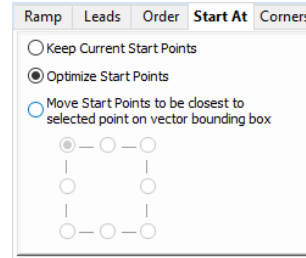 Ramp Leads Order Start At Corners
Keep Current Start Points
Optimize Start Points
Move Start Points to be closest to
selected point on vector bounding box